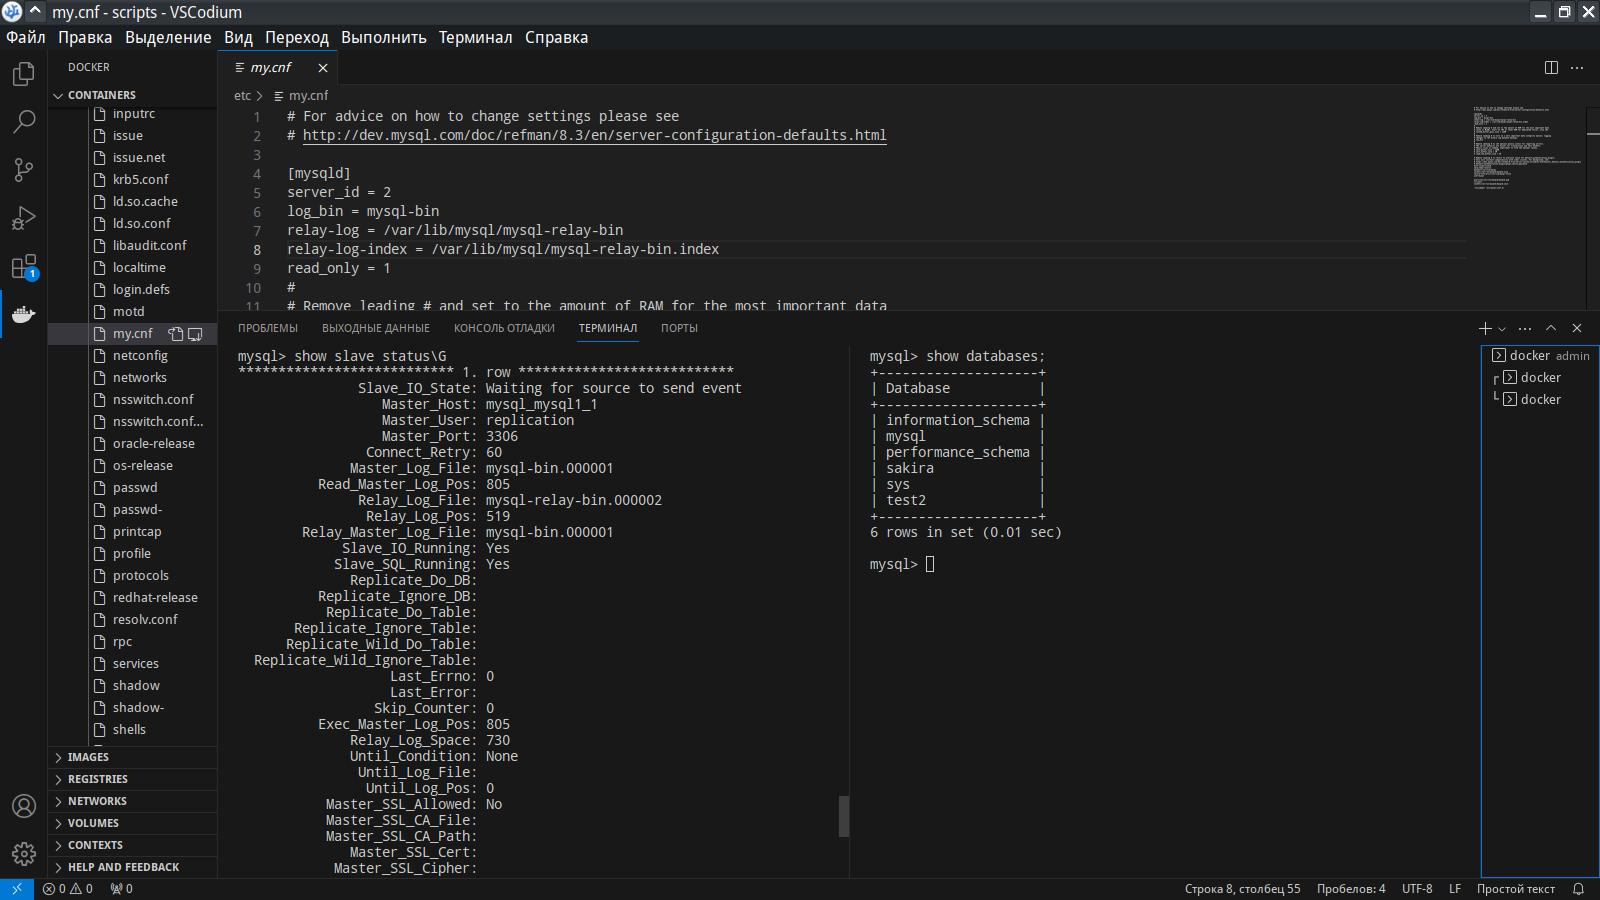 my.cnf - scripts - VSCodium
Файл Правка Выделение Вид Переход Выполнить Терминал Справка
DOCKER
CONTAINERS
inputrc
issue
issue.net
krb5.conf
ld.so.cache
ld.so.conf
libaudit.conf
localtime
login.defs
motd
my.cnf
netconfig
networks
nsswitch.conf
nsswitch.conf...
oracle-release
os-release
passwd
passwd-
printcap
profile
protocols
redhat-release
resolv.conf
rpc
services
shadow
shadow-
shells
IMAGES
REGISTRIES
NETWORKS
VOLUMES
CONTEXTS
HELP AND FEEDBACK
1
my.cnf
etc > my.cnf
1 # For advice on how to change settings please see
2 # http://dev.mysql.com/doc/refman/8.3/en/server-configuration-defaults.html
3
4 [mysqld]
5 server_id = 2
6 log_bin = mysql-bin
7 relay-log = /var/lib/mysql/mysql-relay-bin
8 relay-log-index = /var/lib/mysql/mysql-relay-bin.index
9 read_only = 1
10 #
11 # Remove leading # and set to the amount of RAM for the most important data
ПРОБЛЕМЫ ВЫХОДНЫЕ ДАННЫЕ КОНСОЛЬ ОТЛАДКИ ТЕРМИНАЛ ПОРТЫ
mysql> show slave status\G
*************************** 1. row ***************************
Slave_IO_State: Waiting for source to send event
Master_Host: mysql_mysql1_1
Master_User: replication
Master_Port: 3306
Connect_Retry: 60
Master_Log_File: mysql-bin.000001
Read_Master_Log_Pos: 805
Relay_Log_File: mysql-relay-bin.000002
Relay_Log_Pos: 519
Relay_Master_Log_File: mysql-bin.000001
Slave_IO_Running: Yes
Slave_SQL_Running: Yes
Replicate_Do_DB:
Replicate_Ignore_DB:
Replicate_Do_Table:
Replicate_Ignore_Table:
Replicate_Wild_Do_Table:
Replicate_Wild_Ignore_Table:
Last_Errno: 0
Last_Error:
Skip_Counter: 0
Exec_Master_Log_Pos: 805
Relay_Log_Space: 730
Until_Condition: None
Until_Log_File:
Until_Log_Pos: 0
Master_SSL_Allowed: No
Master_SSL_CA_File:
Master_SSL_CA_Path:
Master_SSL_Cert:
Master_SSL_Cipher:
mysql> show databases;
+--------------------+
| Database           |
+--------------------+
| information_schema |
| mysql              |
| performance_schema |
| sakira             |
| sys                |
| test2              |
+--------------------+
6 rows in set (0.01 sec)
mysql>
docker admin
docker
docker
0 0 0
Строка 8, столбец 55 Пробелов: 4 UTF-8 LF Простой текст